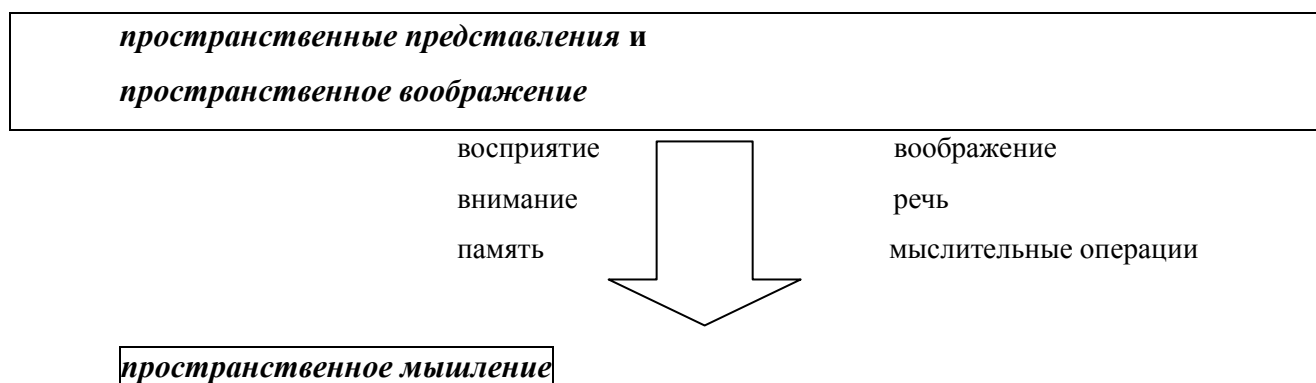 пространственные представления и
пространственное воображение
восприятие воображение
внимание речь
память мыслительные операции
пространственное мышление